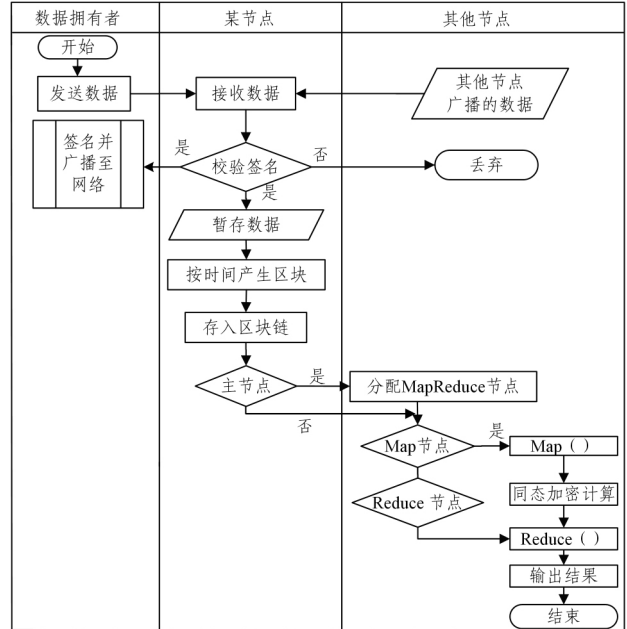 数据拥有者
某节点
其他节点
开始
发送数据
接收数据
其他节点
广播的数据
签名并
广播至
网络
是
校验签名
否
丢弃
是
暂存数据
按时间产生区块
存入区块链
主节点
是
分配MapReduce节点
否
Map节点
是
Map（ ）
Reduce 节点
同态加密计算
Reduce（ ）
输出结果
结束